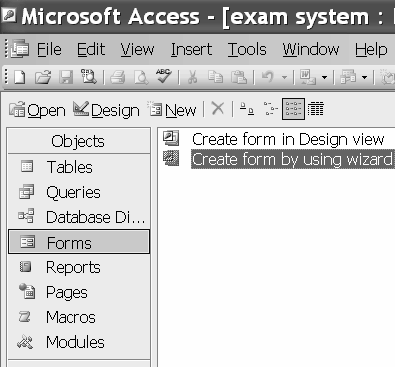 Microsoft Access - [exam system :
File Edit View Insert Tools Window Help
ABC
Open Design New
Objects
Create form in Design view
Tables
Create form by using wizard
Queries
Database Di...
Forms
Reports
Pages
Macros
Modules